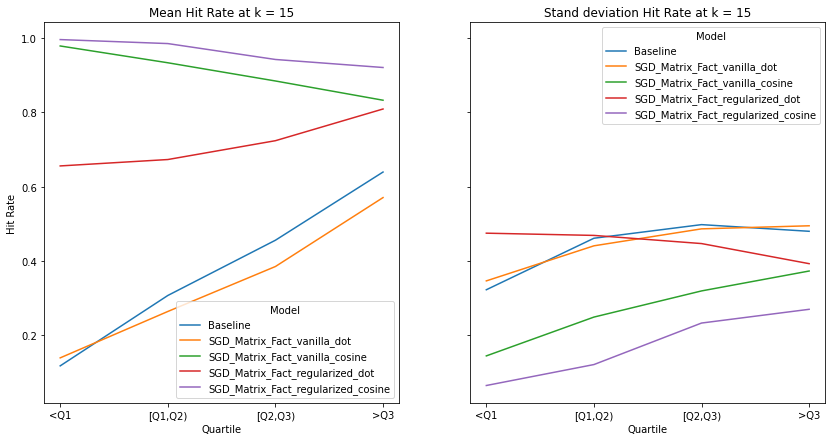 Mean Hit Rate at k = 15
Hit Rate
1.0
0.8
0.6
0.4
0.2
Model
Baseline
SGD_Matrix_Fact_vanilla_dot
SGD_Matrix_Fact_vanilla_cosine
SGD_Matrix_Fact_regularized_dot
SGD_Matrix_Fact_regularized_cosine
<Q1
[Q1,Q2)
[Q2,Q3)
>Q3
Quartile
Stand deviation Hit Rate at k = 15
Model
Baseline
SGD_Matrix_Fact_vanilla_dot
SGD_Matrix_Fact_vanilla_cosine
SGD_Matrix_Fact_regularized_dot
SGD_Matrix_Fact_regularized_cosine
<Q1
[Q1,Q2)
[Q2,Q3)
>Q3
Quartile